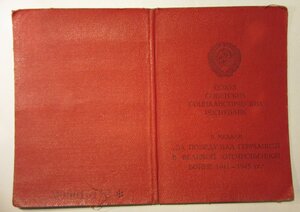 СОЮЗ
СОВЕТСКИХ
СОЦИАЛИСТИЧЕСКИХ
РЕСПУБЛИК
К МЕДАЛИ
„ЗА ПОБЕДУ НАД ГЕРМАНИЕЙ
В ВЕЛИКОЙ ОТЕЧЕСТВЕННОЙ
ВОЙНЕ 1941—1945 гг."